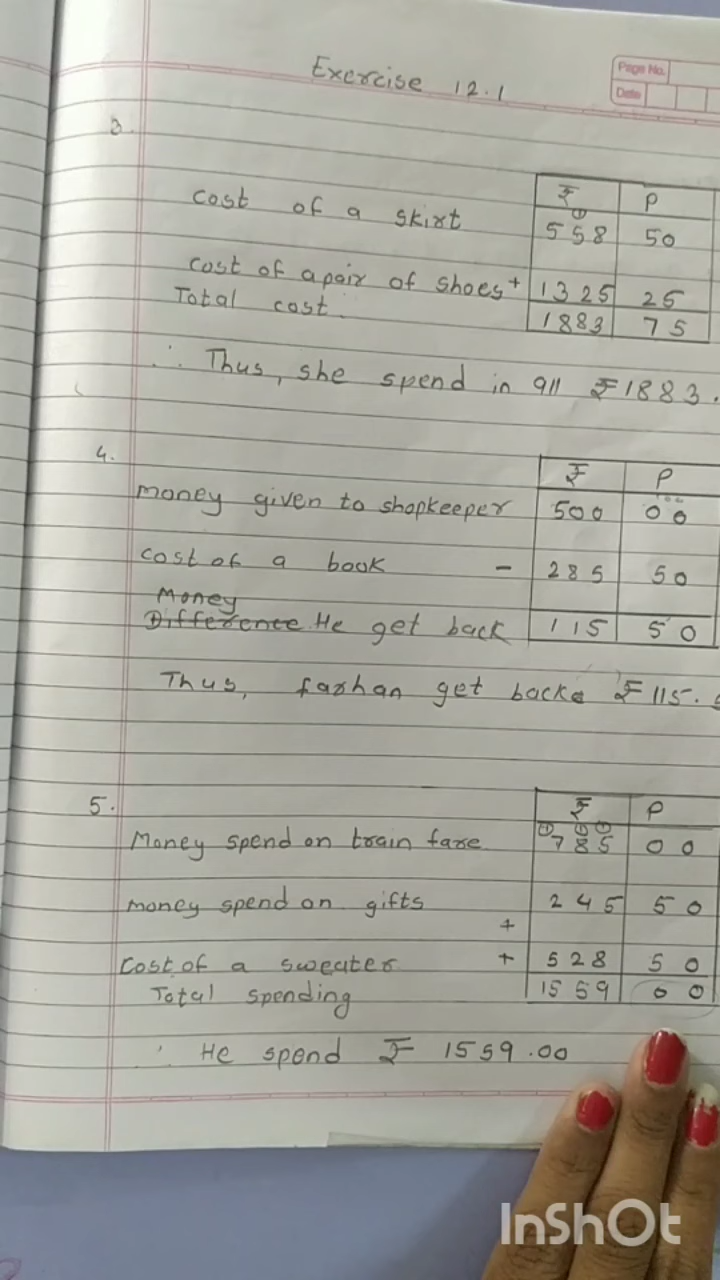 Exercise 12.1
Page No.
Date
3.
₹ P
Cost of a skirt 558 50
Cost of a pair of shoes + 1325 25
Total cost. 1883 75
∴ Thus, she spend in all ₹1883.
4.
₹ P
Money given to shopkeeper 500 00
Cost of a book - 285 50
Money
Difference He get back 115 50
Thus, farhan get back ₹115.
5.
₹ P
Money spend on train fare 785 00
money spend on gifts 245 50
+
Cost of a sweater + 528 50
Total spending 1559 00
∴ He spend ₹ 1559.00
InShOt